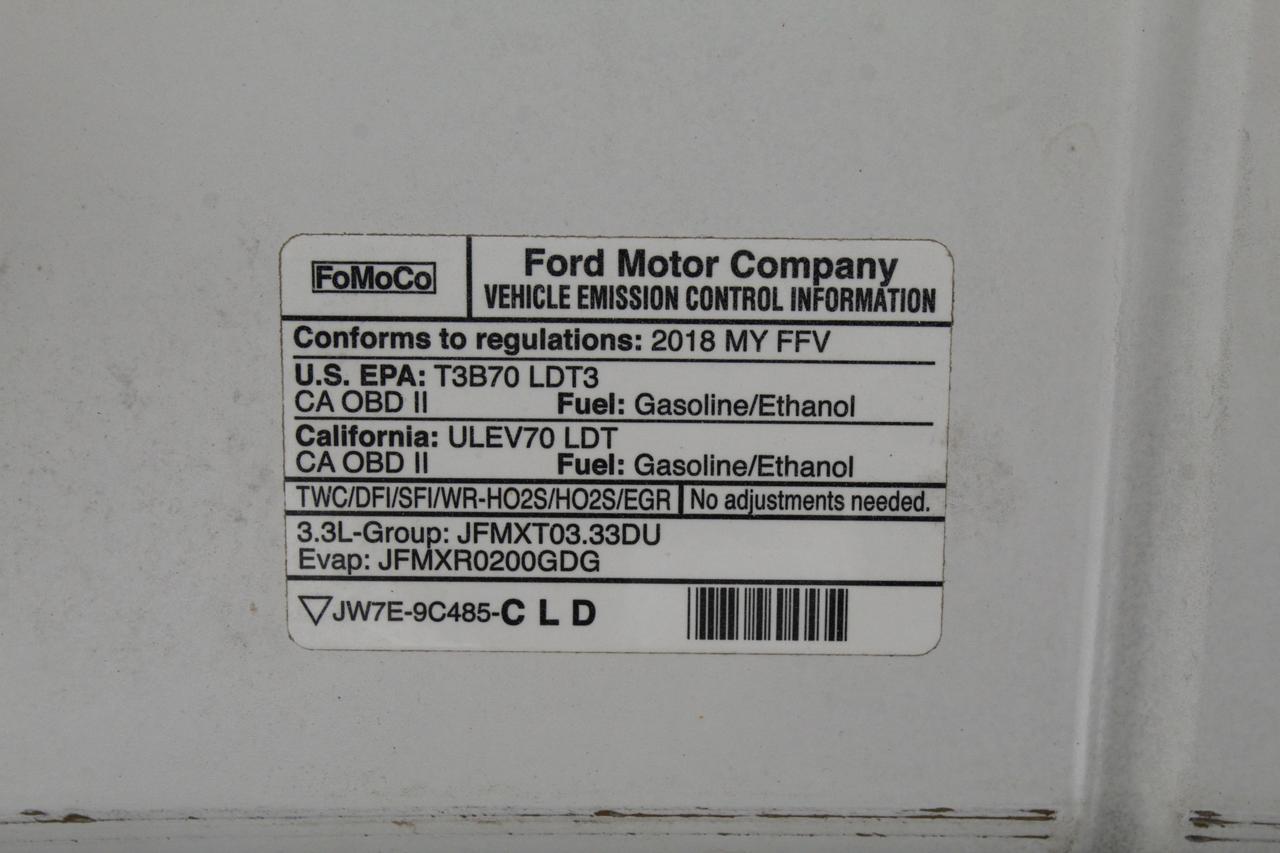 FoMoCo
Ford Motor Company
VEHICLE EMISSION CONTROL INFORMATION
Conforms to regulations: 2018 MY FFV
U.S. EPA: T3B70 LDT3
CA OBD II Fuel: Gasoline/Ethanol
California: ULEV70 LDT
CA OBD II Fuel: Gasoline/Ethanol
TWC/DFI/SFI/WR-HO2S/HO2S/EGR No adjustments needed.
3.3L-Group: JFMXT03.33DU
Evap: JFMXR0200GDG
JW7E-9C485-C L D